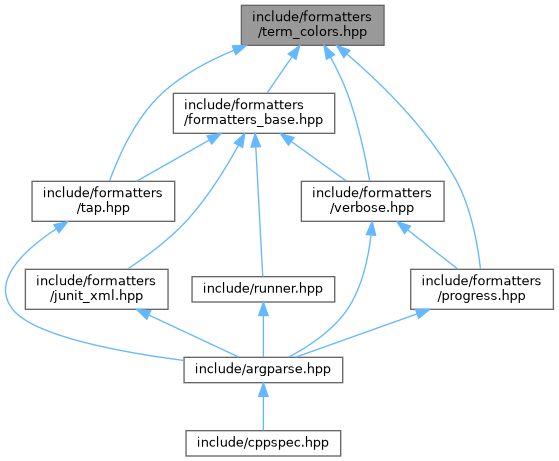 include/formatters
/term_colors.hpp
include/formatters
/formatters_base.hpp
include/formatters
/tap.hpp
include/formatters
/verbose.hpp
include/formatters
/junit_xml.hpp
include/runner.hpp
include/formatters
/progress.hpp
include/argparse.hpp
include/cppspec.hpp